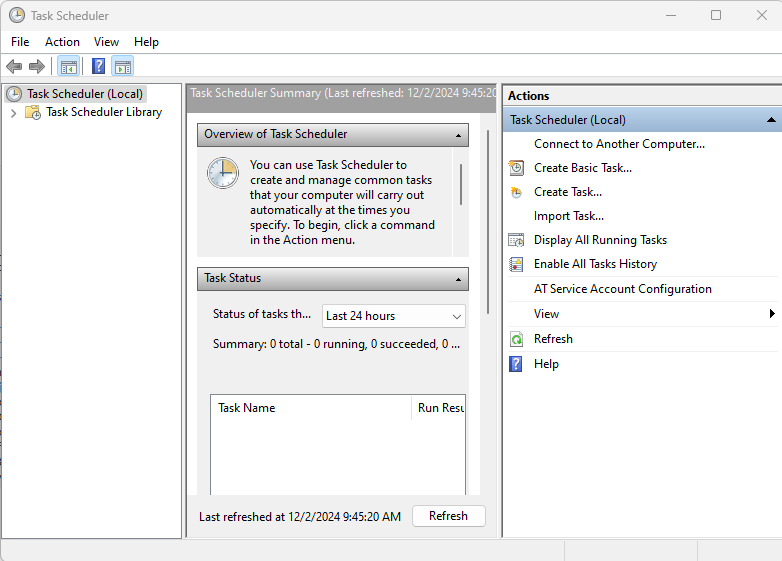 Task Scheduler
File Action View Help
Task Scheduler (Local)
Task Scheduler Library
Task Scheduler Summary (Last refreshed: 12/2/2024 9:45:20
Overview of Task Scheduler
You can use Task Scheduler to
create and manage common tasks
that your computer will carry out
automatically at the times you
specify. To begin, click a command
in the Action menu.
Task Status
Status of tasks th... Last 24 hours
Summary: 0 total - 0 running, 0 succeeded, 0 ...
Task Name Run Resu
Last refreshed at 12/2/2024 9:45:20 AM Refresh
Actions
Task Scheduler (Local)
Connect to Another Computer...
Create Basic Task...
Create Task...
Import Task...
Display All Running Tasks
Enable All Tasks History
AT Service Account Configuration
View
Refresh
Help